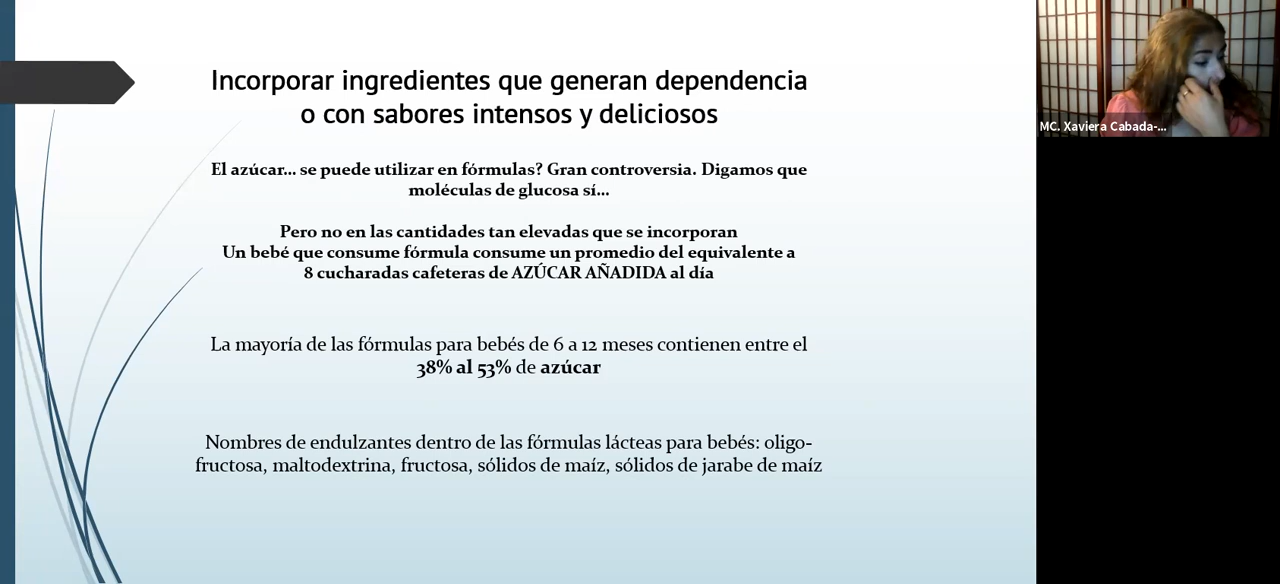 Incorporar ingredientes que generan dependencia
o con sabores intensos y deliciosos
El azúcar... se puede utilizar en fórmulas? Gran controversia. Digamos que
moléculas de glucosa sí...
Pero no en las cantidades tan elevadas que se incorporan
Un bebé que consume fórmula consume un promedio del equivalente a
8 cucharadas cafeteras de AZÚCAR AÑADIDA al día
La mayoría de las fórmulas para bebés de 6 a 12 meses contienen entre el
38% al 53% de azúcar
Nombres de endulzantes dentro de las fórmulas lácteas para bebés: oligo-
fructosa, maltodextrina, fructosa, sólidos de maíz, sólidos de jarabe de maíz
MC. Xaviera Cabada-...